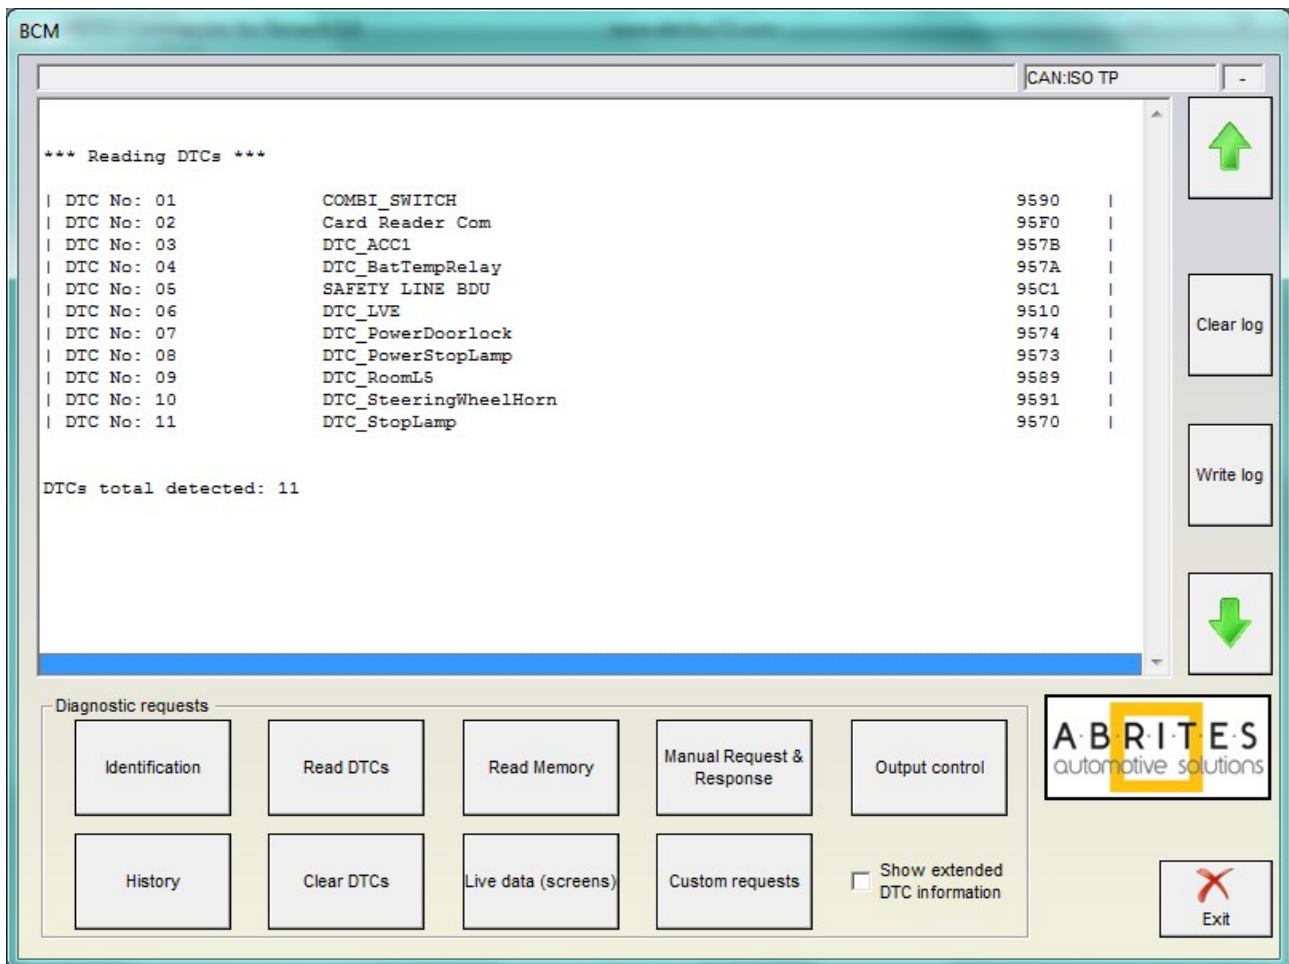 BCM
CAN:ISO TP -
*** Reading DTCs ***
| DTC No: 01 COMBI_SWITCH 9590 |
| DTC No: 02 Card Reader Com 95F0 |
| DTC No: 03 DTC_ACC1 957B |
| DTC No: 04 DTC_BatTempRelay 957A |
| DTC No: 05 SAFETY LINE BDU 95C1 |
| DTC No: 06 DTC_LVE 9510 |
| DTC No: 07 DTC_PowerDoorlock 9574 |
| DTC No: 08 DTC_PowerStopLamp 9573 |
| DTC No: 09 DTC_RoomL5 9589 |
| DTC No: 10 DTC_SteeringWheelHorn 9591 |
| DTC No: 11 DTC_StopLamp 9570 |
DTCs total detected: 11
Clear log
Write log
Diagnostic requests
Identification
Read DTCs
Read Memory
Manual Request &
Response
Output control
History
Clear DTCs
Live data (screens)
Custom requests
Show extended
DTC information
A·B·R·I·T·E·S
automotive solutions
Exit